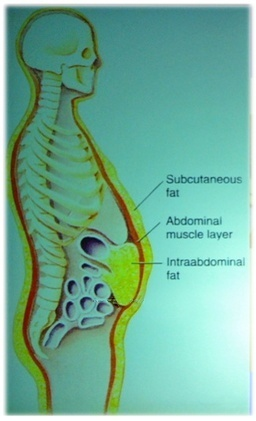 Subcutaneous
fat
Abdominal
muscle layer
Intraabdominal
fat